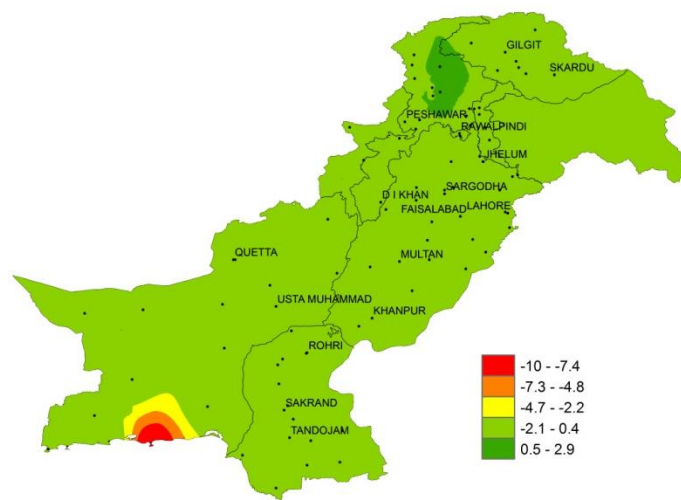 GILGIT
SKARDU
PESHAWAR
RAWALPINDI
JHELUM
D I KHAN
SARGODHA
FAISALABAD
LAHORE
QUETTA
MULTAN
USTA MUHAMMAD
KHANPUR
ROHRI
SAKRAND
TANDOJAM
-10 - -7.4
-7.3 - -4.8
-4.7 - -2.2
-2.1 - 0.4
0.5 - 2.9